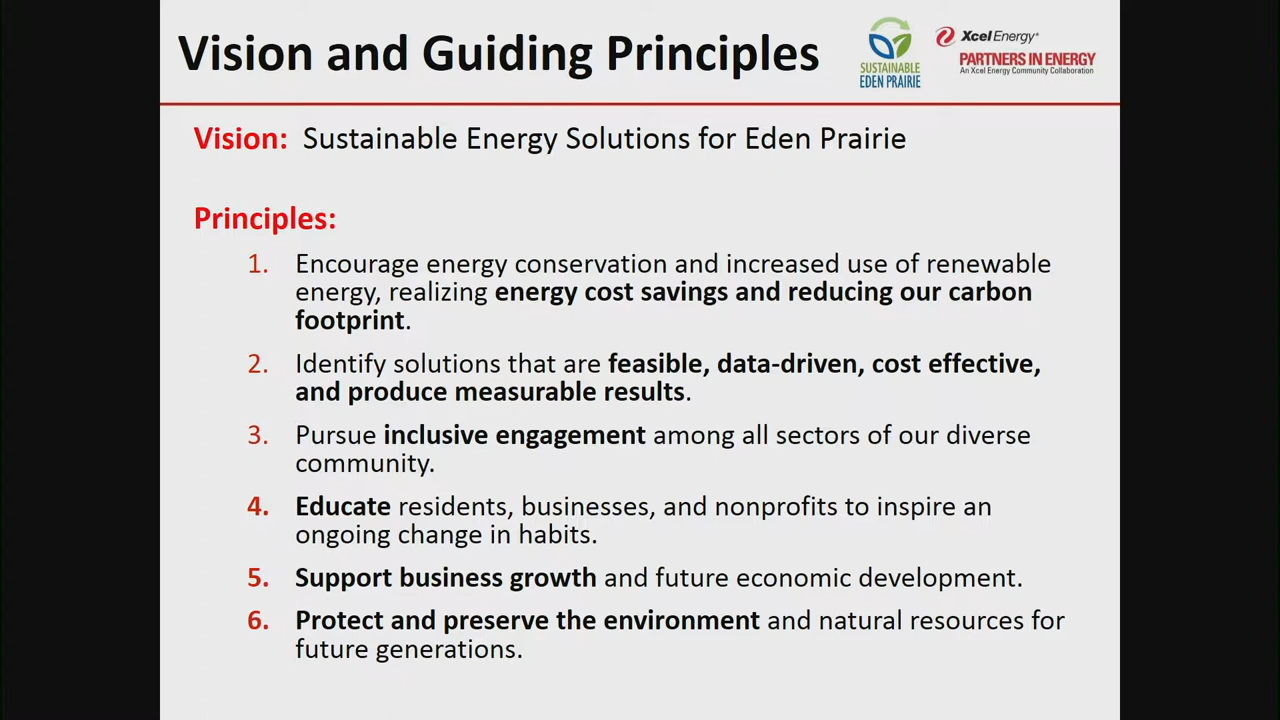 Vision and Guiding Principles
SUSTAINABLE
EDEN PRAIRIE
Xcel Energy®
PARTNERS IN ENERGY
An Xcel Energy Community Collaboration
Vision: Sustainable Energy Solutions for Eden Prairie
Principles:
1. Encourage energy conservation and increased use of renewable
energy, realizing energy cost savings and reducing our carbon
footprint.
2. Identify solutions that are feasible, data-driven, cost effective,
and produce measurable results.
3. Pursue inclusive engagement among all sectors of our diverse
community.
4. Educate residents, businesses, and nonprofits to inspire an
ongoing change in habits.
5. Support business growth and future economic development.
6. Protect and preserve the environment and natural resources for
future generations.